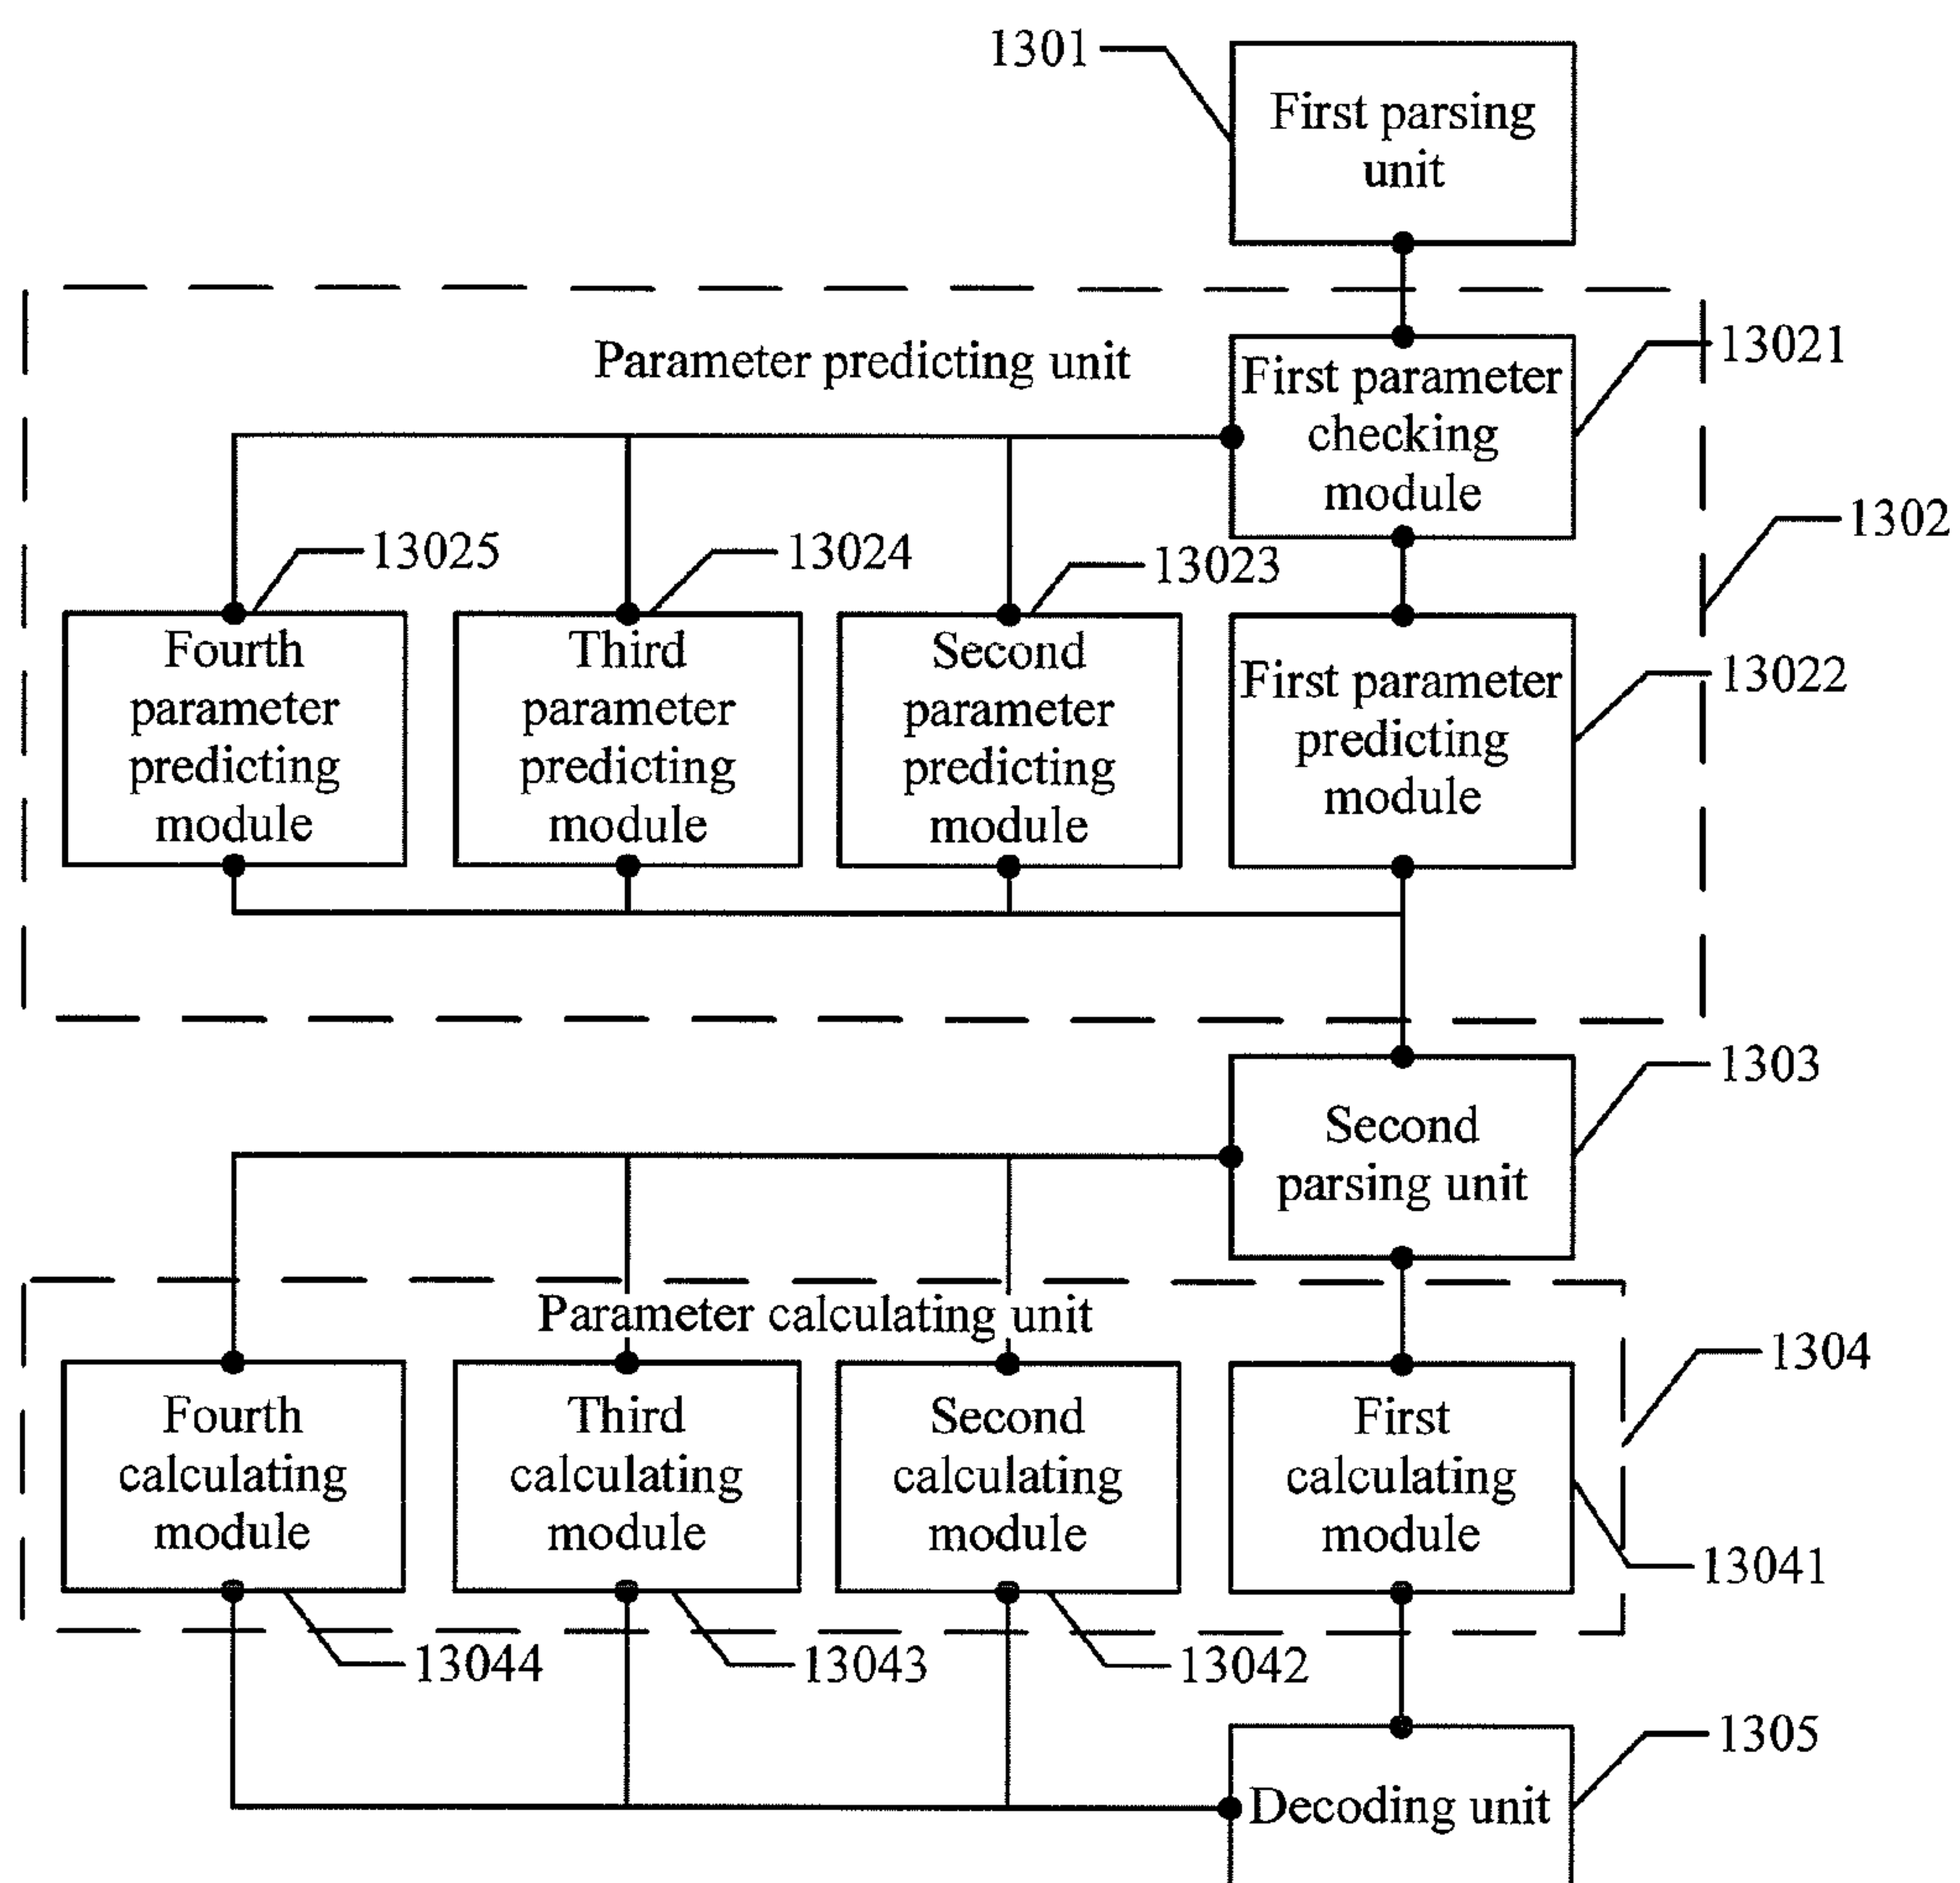 1301
First parsing
unit
Parameter predicting unit
First parameter
checking
module
13021
1302
13025
13024
13023
Fourth
parameter
predicting
module
Third
parameter
predicting
module
Second
parameter
predicting
module
First parameter
predicting
module
13022
1303
Second
parsing unit
Parameter calculating unit
1304
Fourth
calculating
module
Third
calculating
module
Second
calculating
module
First
calculating
module
13041
13044
13043
13042
1305
Decoding unit